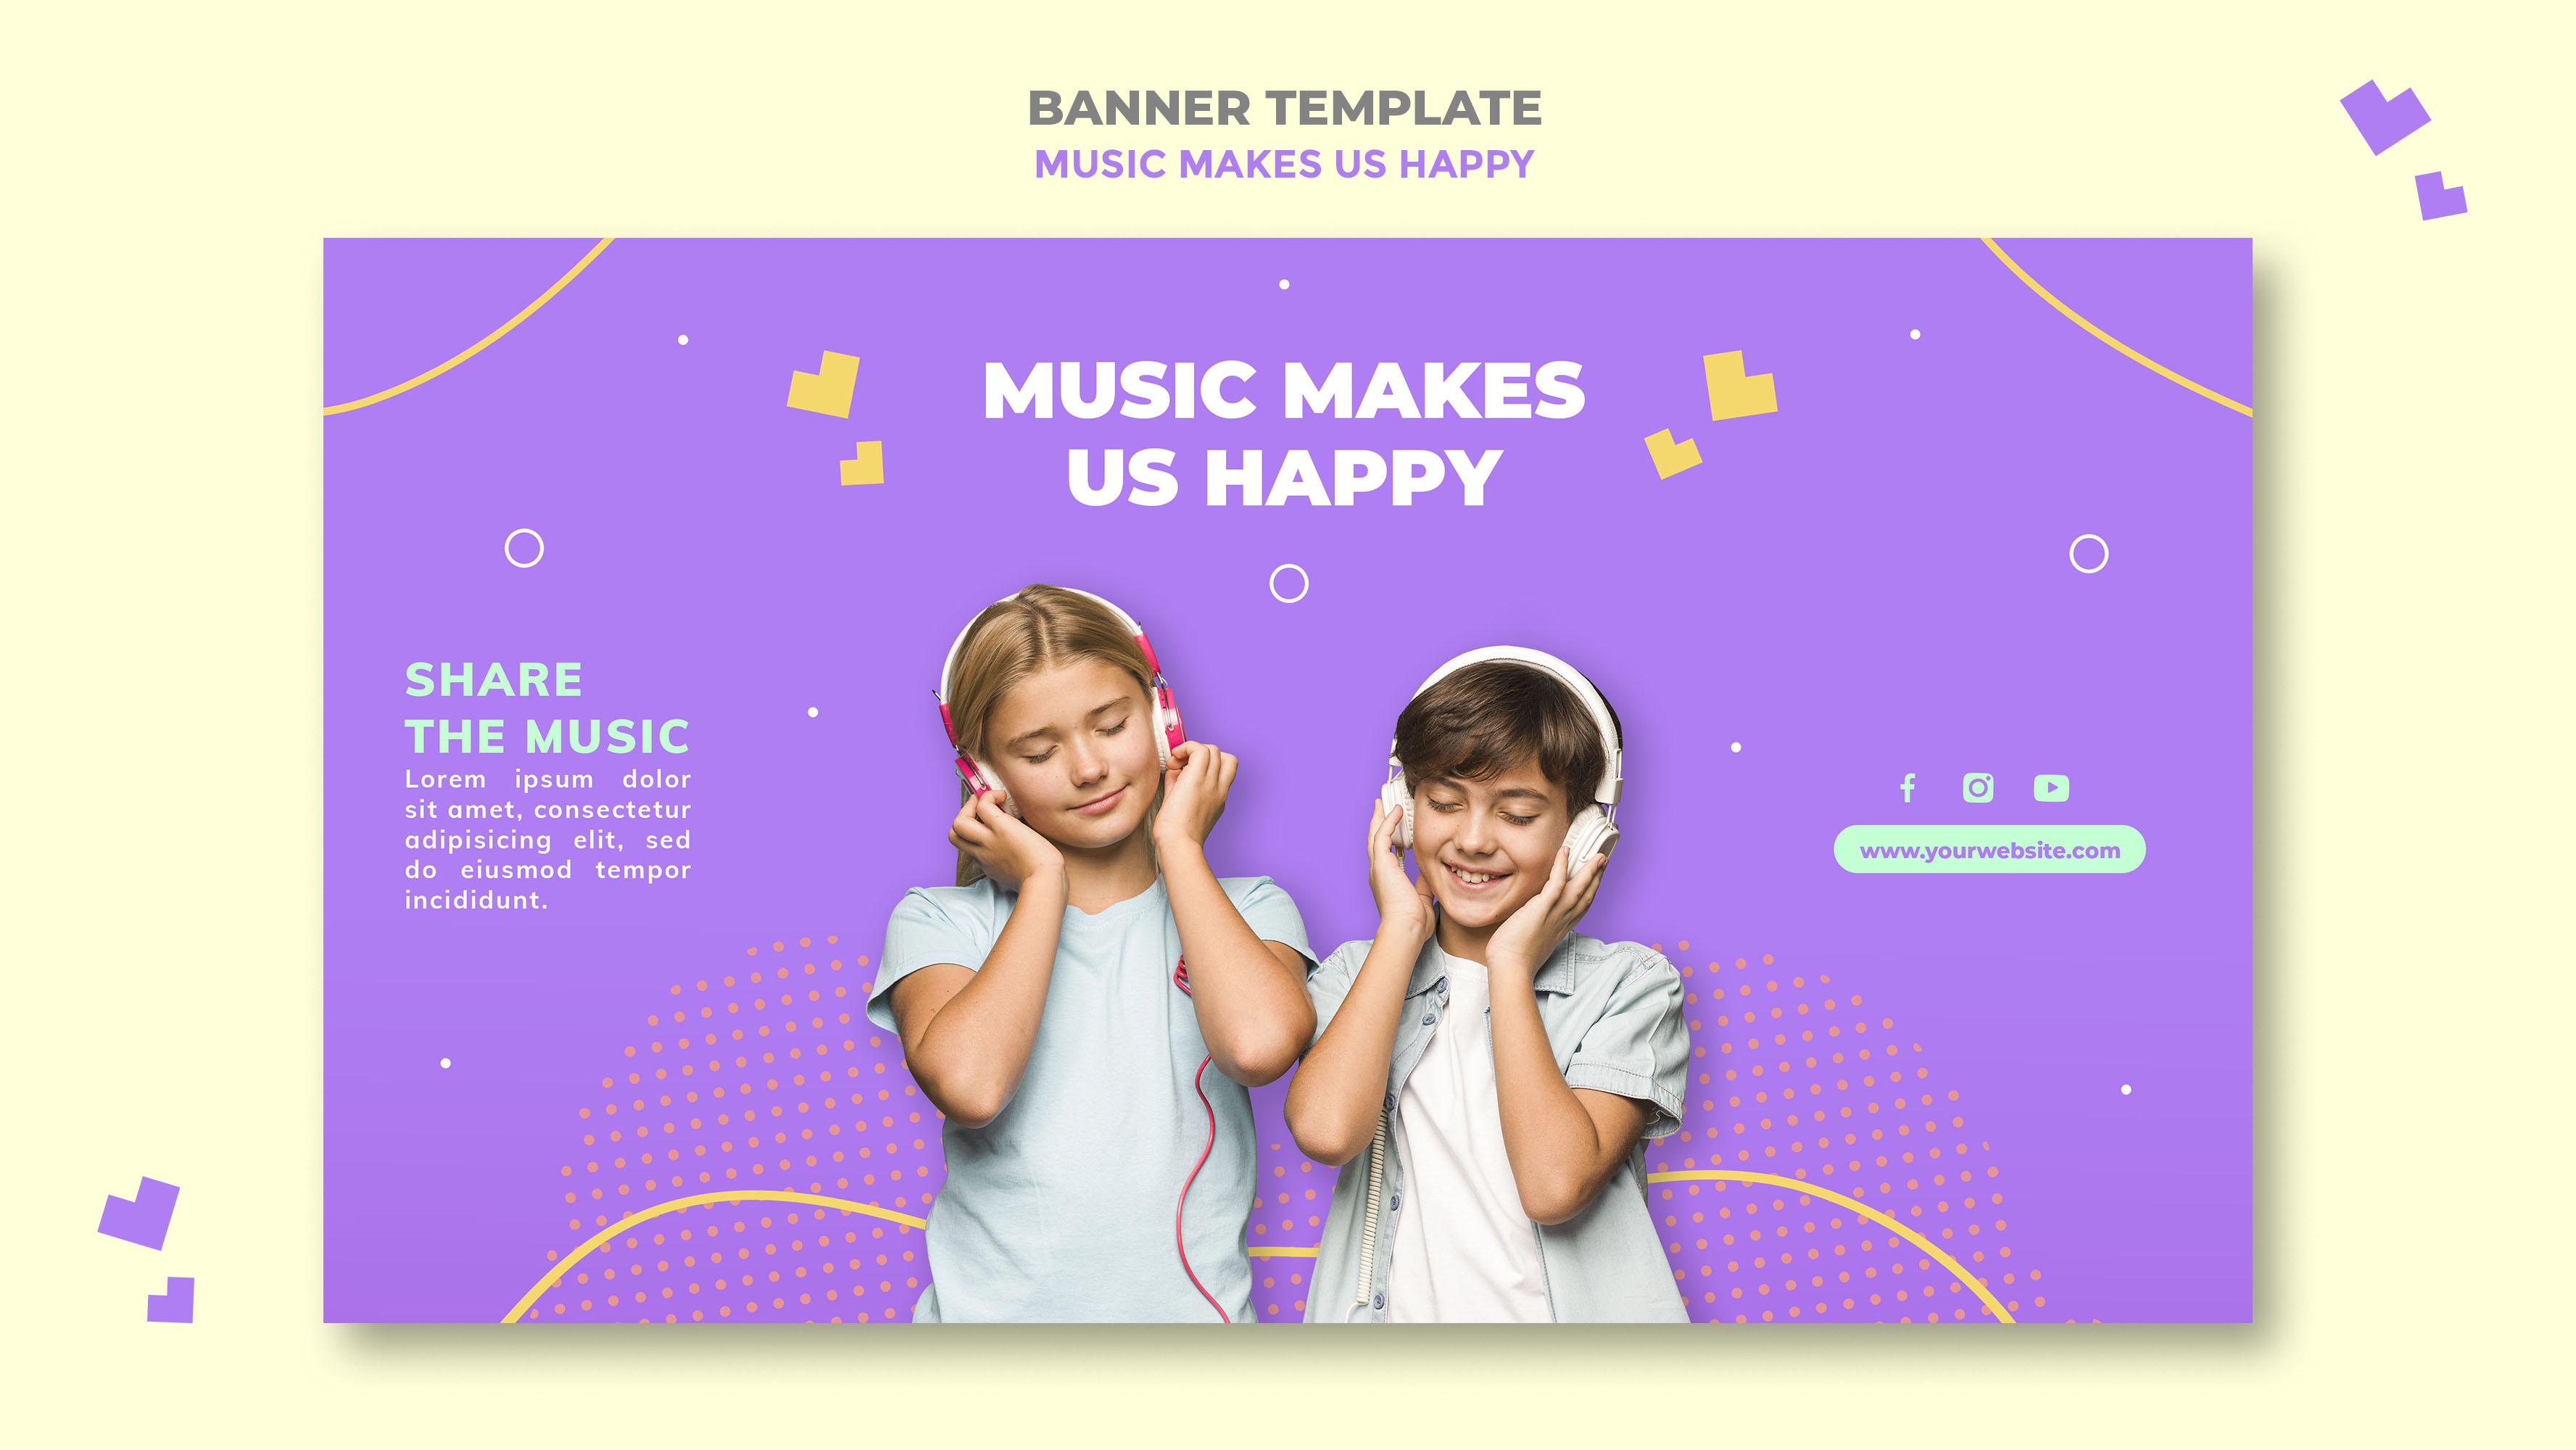 BANNER TEMPLATE
MUSIC MAKES US HAPPY
MUSIC MAKES
US HAPPY
SHARE
THE MUSIC
Lorem ipsum dolor
sit amet, consectetur
adipisicing elit, sed
do eiusmod tempor
incididunt.
www.yourwebsite.com